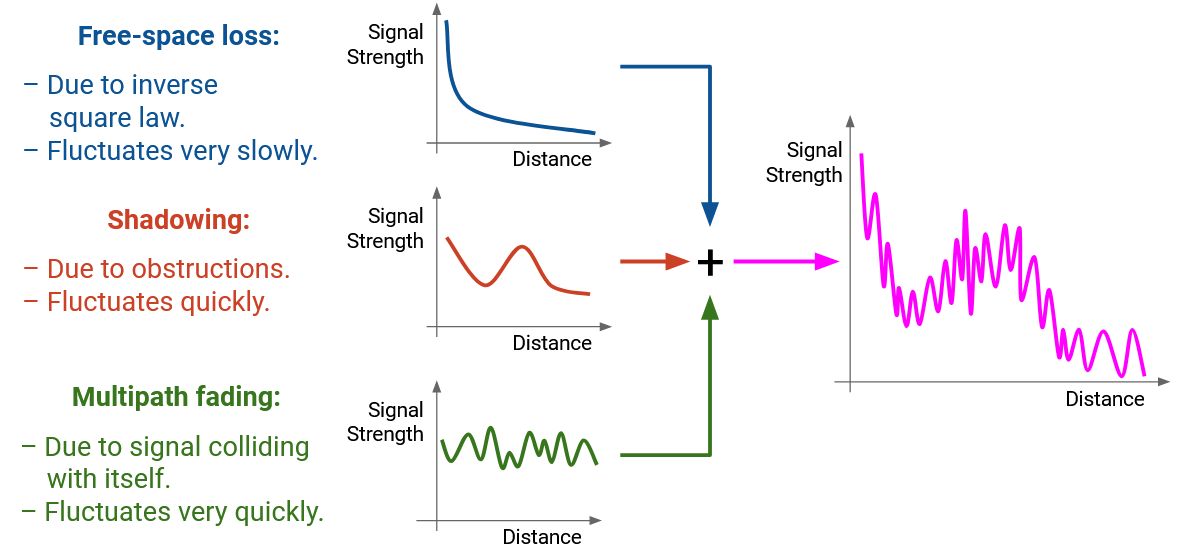 Free-space loss:
– Due to inverse
square law.
– Fluctuates very slowly.
Signal
Strength
Distance
Shadowing:
– Due to obstructions.
– Fluctuates quickly.
Signal
Strength
Distance
Multipath fading:
– Due to signal colliding
with itself.
– Fluctuates very quickly.
Signal
Strength
Distance
+
Signal
Strength
Distance